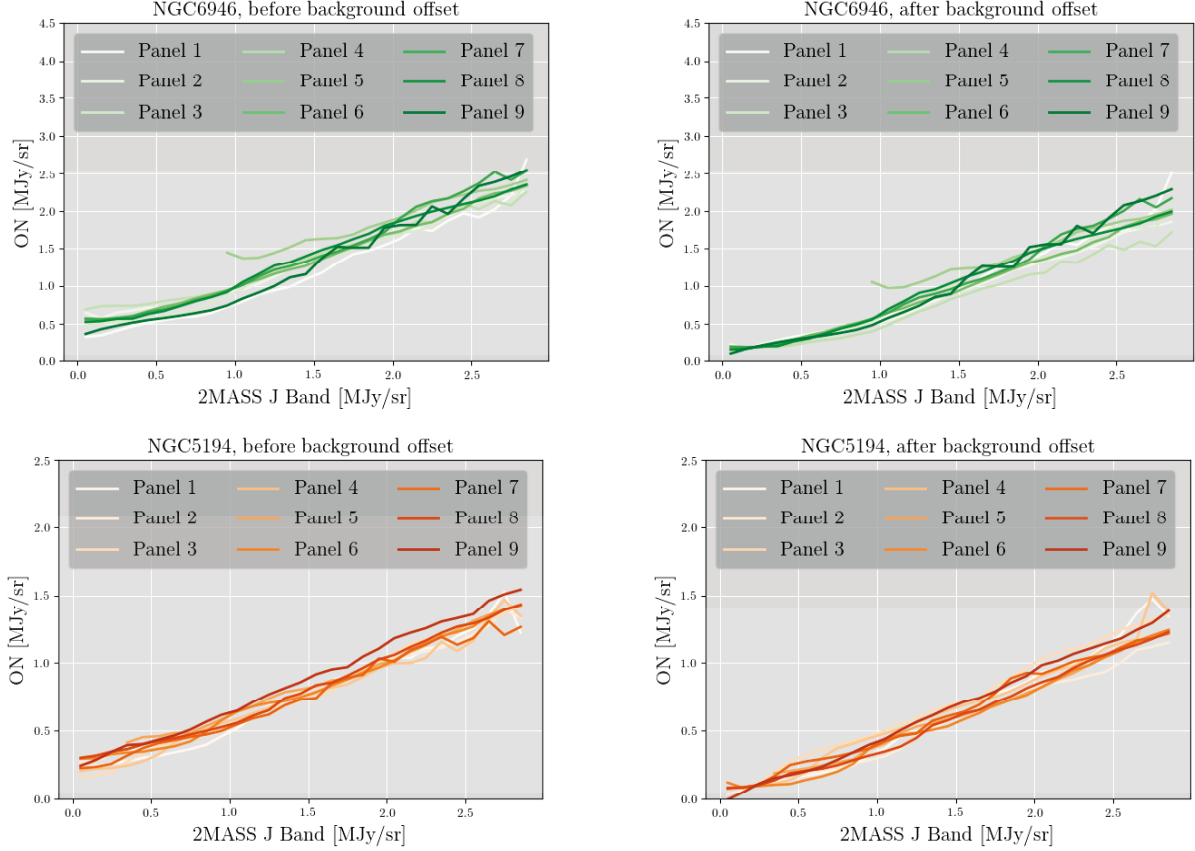 NGC6946, before background offset
4.5
4.0
3.5
3.0
2.5
2.0
1.5
1.0
0.5
0.0
ON [MJy/sr]
Panel 1 Panel 4 Panel 7
Panel 2 Panel 5 Panel 8
Panel 3 Panel 6 Panel 9
0.0 0.5 1.0 1.5 2.0 2.5
2MASS J Band [MJy/sr]
NGC6946, after background offset
4.5
4.0
3.5
3.0
2.5
2.0
1.5
1.0
0.5
0.0
ON [MJy/sr]
Panel 1 Panel 4 Panel 7
Panel 2 Panel 5 Panel 8
Panel 3 Panel 6 Panel 9
0.0 0.5 1.0 1.5 2.0 2.5
2MASS J Band [MJy/sr]
NGC5194, before background offset
2.5
2.0
1.5
1.0
0.5
0.0
ON [MJy/sr]
Panel 1 Panel 4 Panel 7
Panel 2 Panel 5 Panel 8
Panel 3 Panel 6 Panel 9
0.0 0.5 1.0 1.5 2.0 2.5
2MASS J Band [MJy/sr]
NGC5194, after background offset
2.5
2.0
1.5
1.0
0.5
0.0
ON [MJy/sr]
Panel 1 Panel 4 Panel 7
Panel 2 Panel 5 Panel 8
Panel 3 Panel 6 Panel 9
0.0 0.5 1.0 1.5 2.0 2.5
2MASS J Band [MJy/sr]